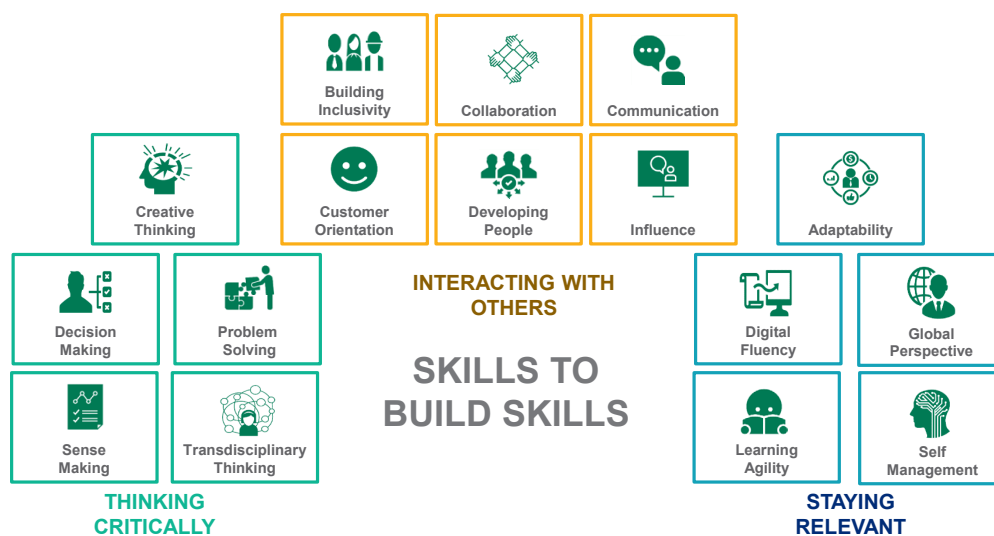 Building
Inclusivity
Collaboration
Communication
Creative
Thinking
Customer
Orientation
Developing
People
Influence
Adaptability
INTERACTING WITH
OTHERS
Decision
Making
Problem
Solving
Digital
Fluency
Global
Perspective
SKILLS TO
BUILD SKILLS
Sense
Making
Transdisciplinary
Thinking
Learning
Agility
Self
Management
THINKING
CRITICALLY
STAYING
RELEVANT